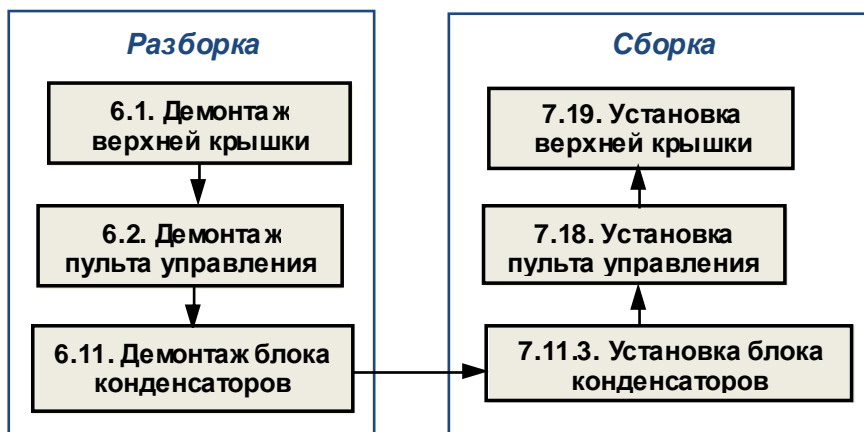 Разборка
6.1. Демонтаж
верхней крышки
6.2. Демонтаж
пульта управления
6.11. Демонтаж блока
конденсаторов
Сборка
7.19. Установка
верхней крышки
7.18. Установка
пульта управления
7.11.3. Установка блока
конденсаторов